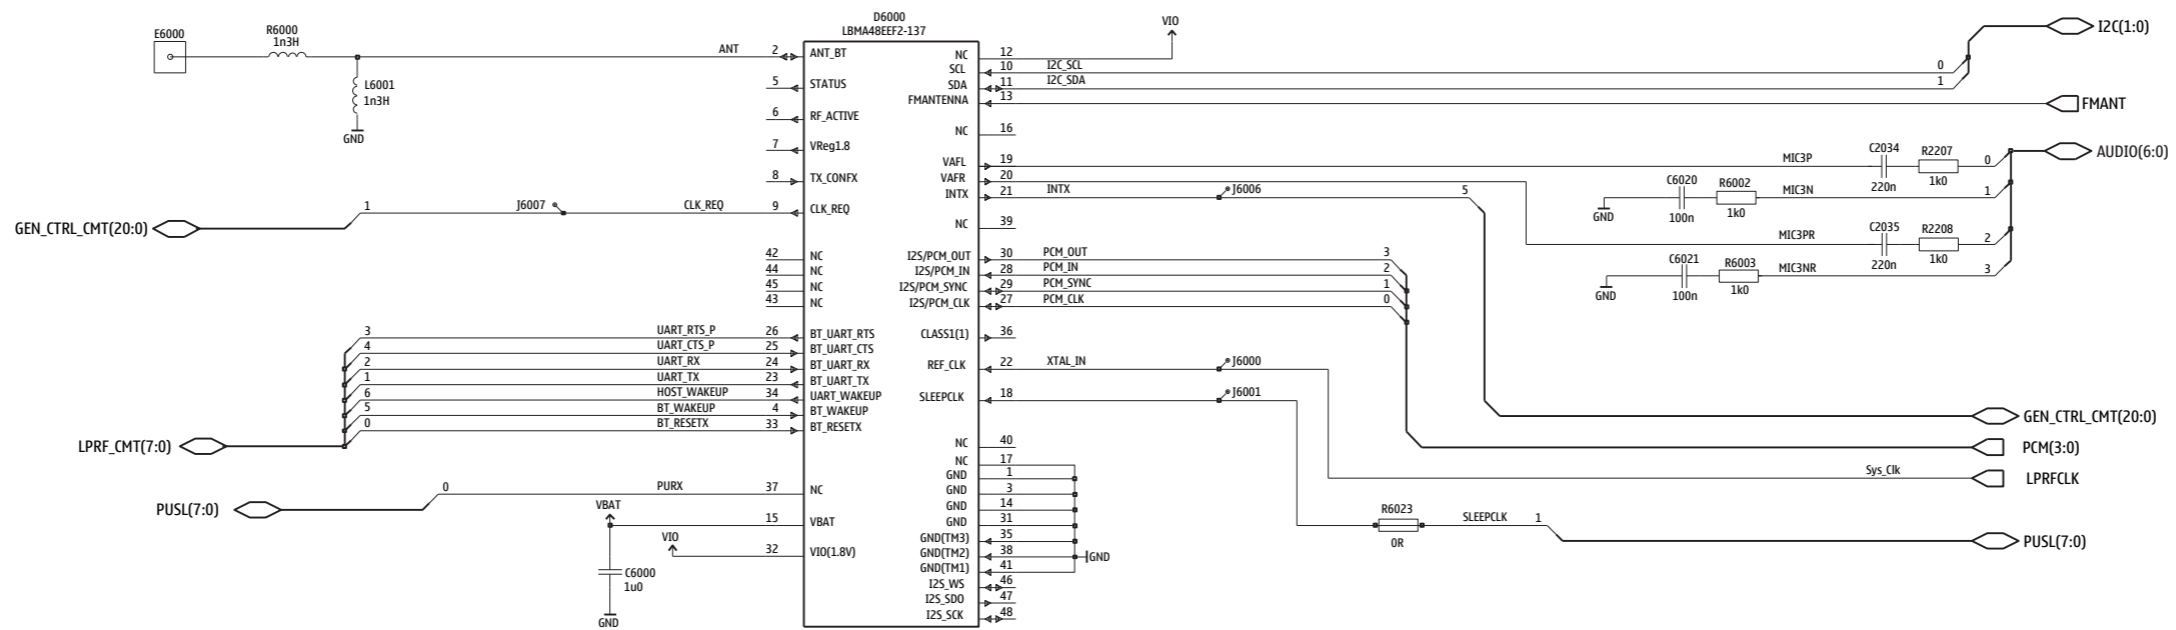 D6000
LBMA48EEF2-137
E6000
R6000
1n3H
ANT
2
ANT_BT
L6001
1n3H
GND
5
STATUS
6
RF_ACTIVE
7
VReg1.8
8
TX_CONFX
GEN_CTRL_CMT(20:0)
1
J6007
CLK_REQ
9
CLK_REQ
42
NC
44
NC
45
NC
43
NC
3
UART_RTS_P
26
BT_UART_RTS
4
UART_CTS_P
25
BT_UART_CTS
2
UART_RX
24
BT_UART_RX
1
UART_TX
23
BT_UART_TX
6
HOST_WAKEUP
34
UART_WAKEUP
5
BT_WAKEUP
4
BT_WAKEUP
0
BT_RESETX
33
BT_RESETX
LPRF_CMT(7:0)
PUSL(7:0)
0
PURX
37
NC
VBAT
15
VBAT
VIO
32
VIO(1.8V)
C6000
1u0
GND
VIO
NC
12
SCL
10
I2C_SCL
0
SDA
11
I2C_SDA
1
I2C(1:0)
FMANTENNA
13
FMANT
NC
16
VAFL
19
MIC3P
C2034
220n
R2207
1k0
0
AUDIO(6:0)
VAFR
20
INTX
21
INTX
J6006
5
GND
C6020
100n
R6002
1k0
MIC3N
1
NC
39
MIC3PR
C2035
220n
R2208
1k0
2
GND
C6021
100n
R6003
1k0
MIC3NR
3
I2S/PCM_OUT
30
PCM_OUT
3
I2S/PCM_IN
28
PCM_IN
2
I2S/PCM_SYNC
29
PCM_SYNC
1
I2S/PCM_CLK
27
PCM_CLK
0
CLASS1(1)
36
REF_CLK
22
XTAL_IN
J6000
SLEEPCLK
18
J6001
GEN_CTRL_CMT(20:0)
NC
40
PCM(3:0)
NC
17
GND
1
Sys_Clk
LPRFCLK
GND
3
GND
14
GND
31
R6023
0R
SLEEPCLK
1
PUSL(7:0)
GND(TM3)
35
GND(TM2)
38
GND
GND(TM1)
41
I2S_WS
46
I2S_SDO
47
I2S_SCK
48